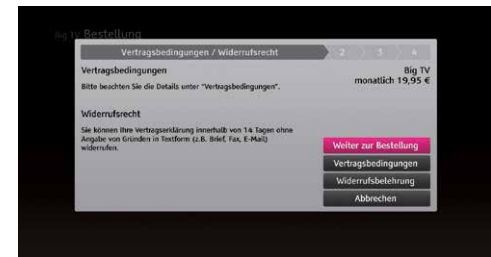 Big TV Bestellung
Vertragsbedingungen / Widerrufsrecht
2
3
4
Vertragsbedingungen
Bitte beachten Sie die Details unter "Vertragsbedingungen".
Big TV
monatlich 19,95 €
Widerrufsrecht
Sie können Ihre Vertragserklärung innerhalb von 14 Tagen ohne
Angabe von Gründen in Textform (z.B. Brief, Fax, E-Mail)
widerrufen.
Weiter zur Bestellung
Vertragsbedingungen
Widerrufsbelehrung
Abbrechen